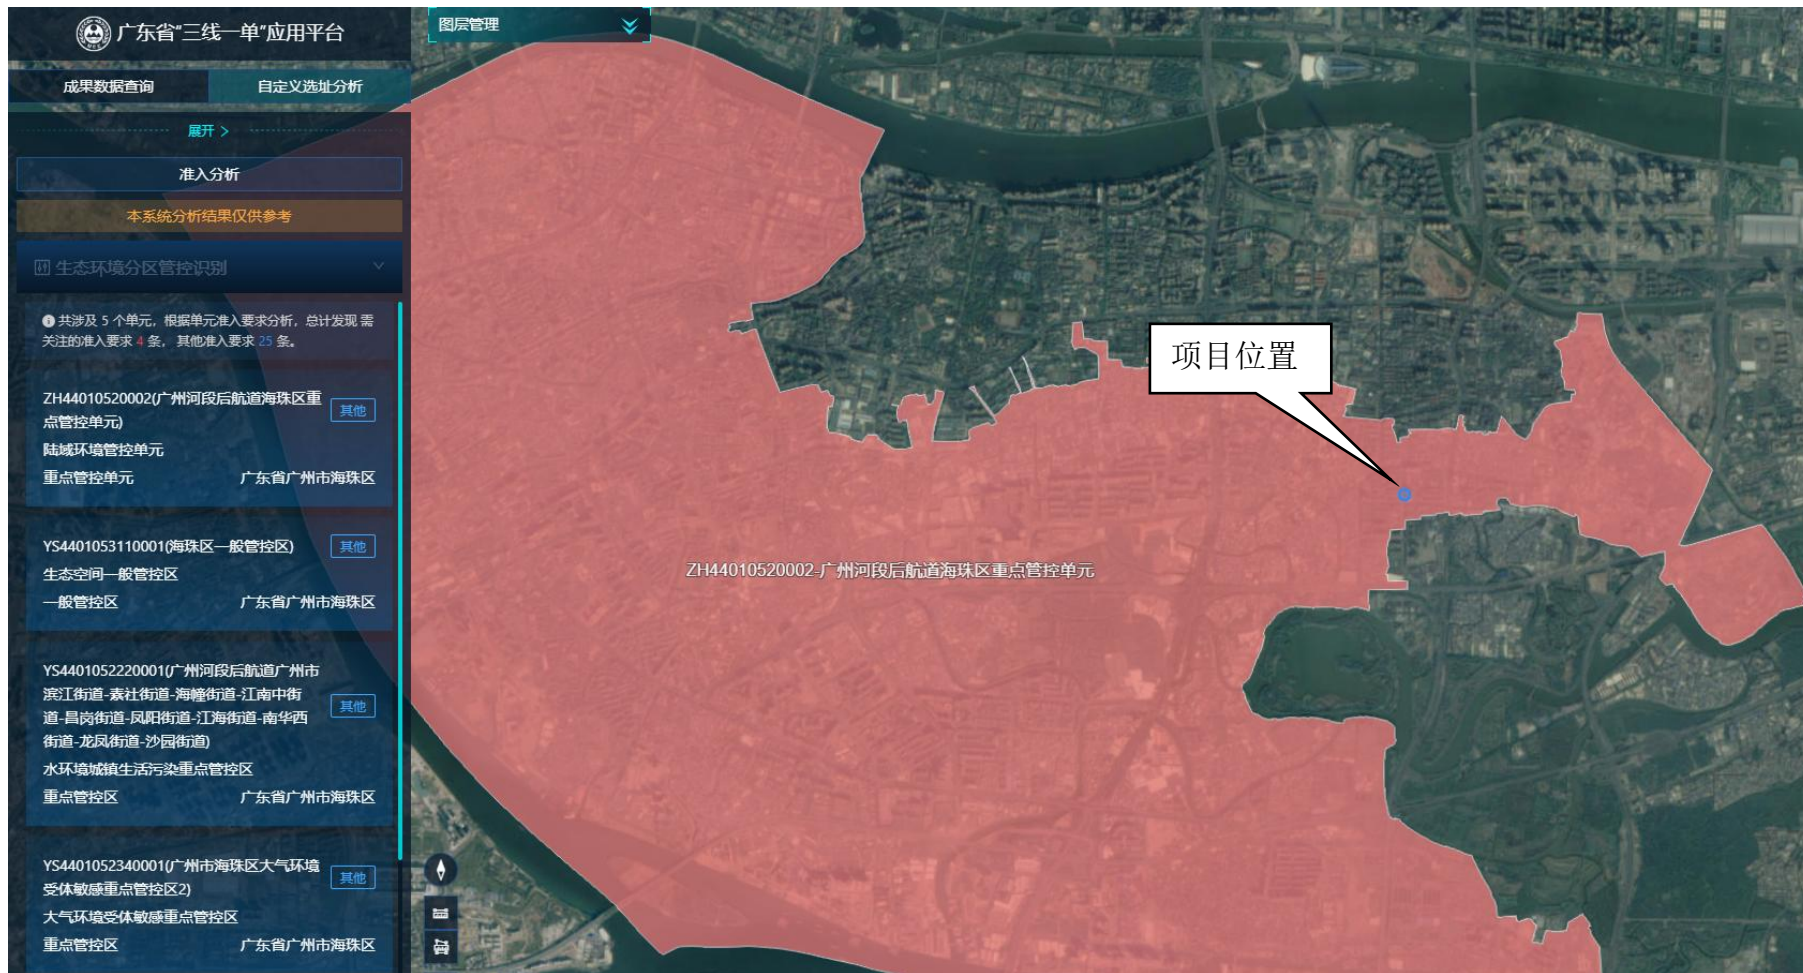 广东省"三线一单"应用平台
图层管理
成果数据查询
自定义选址分析
展开 >
准入分析
本系统分析结果仅供参考
生态环境分区管控识别
共涉及 5 个单元，根据单元准入要求分析，总计发现 需
关注的准入要求 4 条， 其他准入要求 25 条。
ZH44010520002(广州河段后航道海珠区重
点管控单元)
其他
陆域环境管控单元
重点管控单元
广东省广州市海珠区
YS4401053110001(海珠区一般管控区)
其他
生态空间一般管控区
一般管控区
广东省广州市海珠区
YS4401052220001(广州河段后航道广州市
滨江街道-素社街道-海幢街道-江南中街
道-昌岗街道-凤阳街道-江海街道-南华西
街道-龙凤街道-沙园街道)
其他
水环境城镇生活污染重点管控区
重点管控区
广东省广州市海珠区
YS4401052340001(广州市海珠区大气环境
受体敏感重点管控区2)
其他
大气环境受体敏感重点管控区
重点管控区
广东省广州市海珠区
项目位置
ZH44010520002-广州河段后航道海珠区重点管控单元